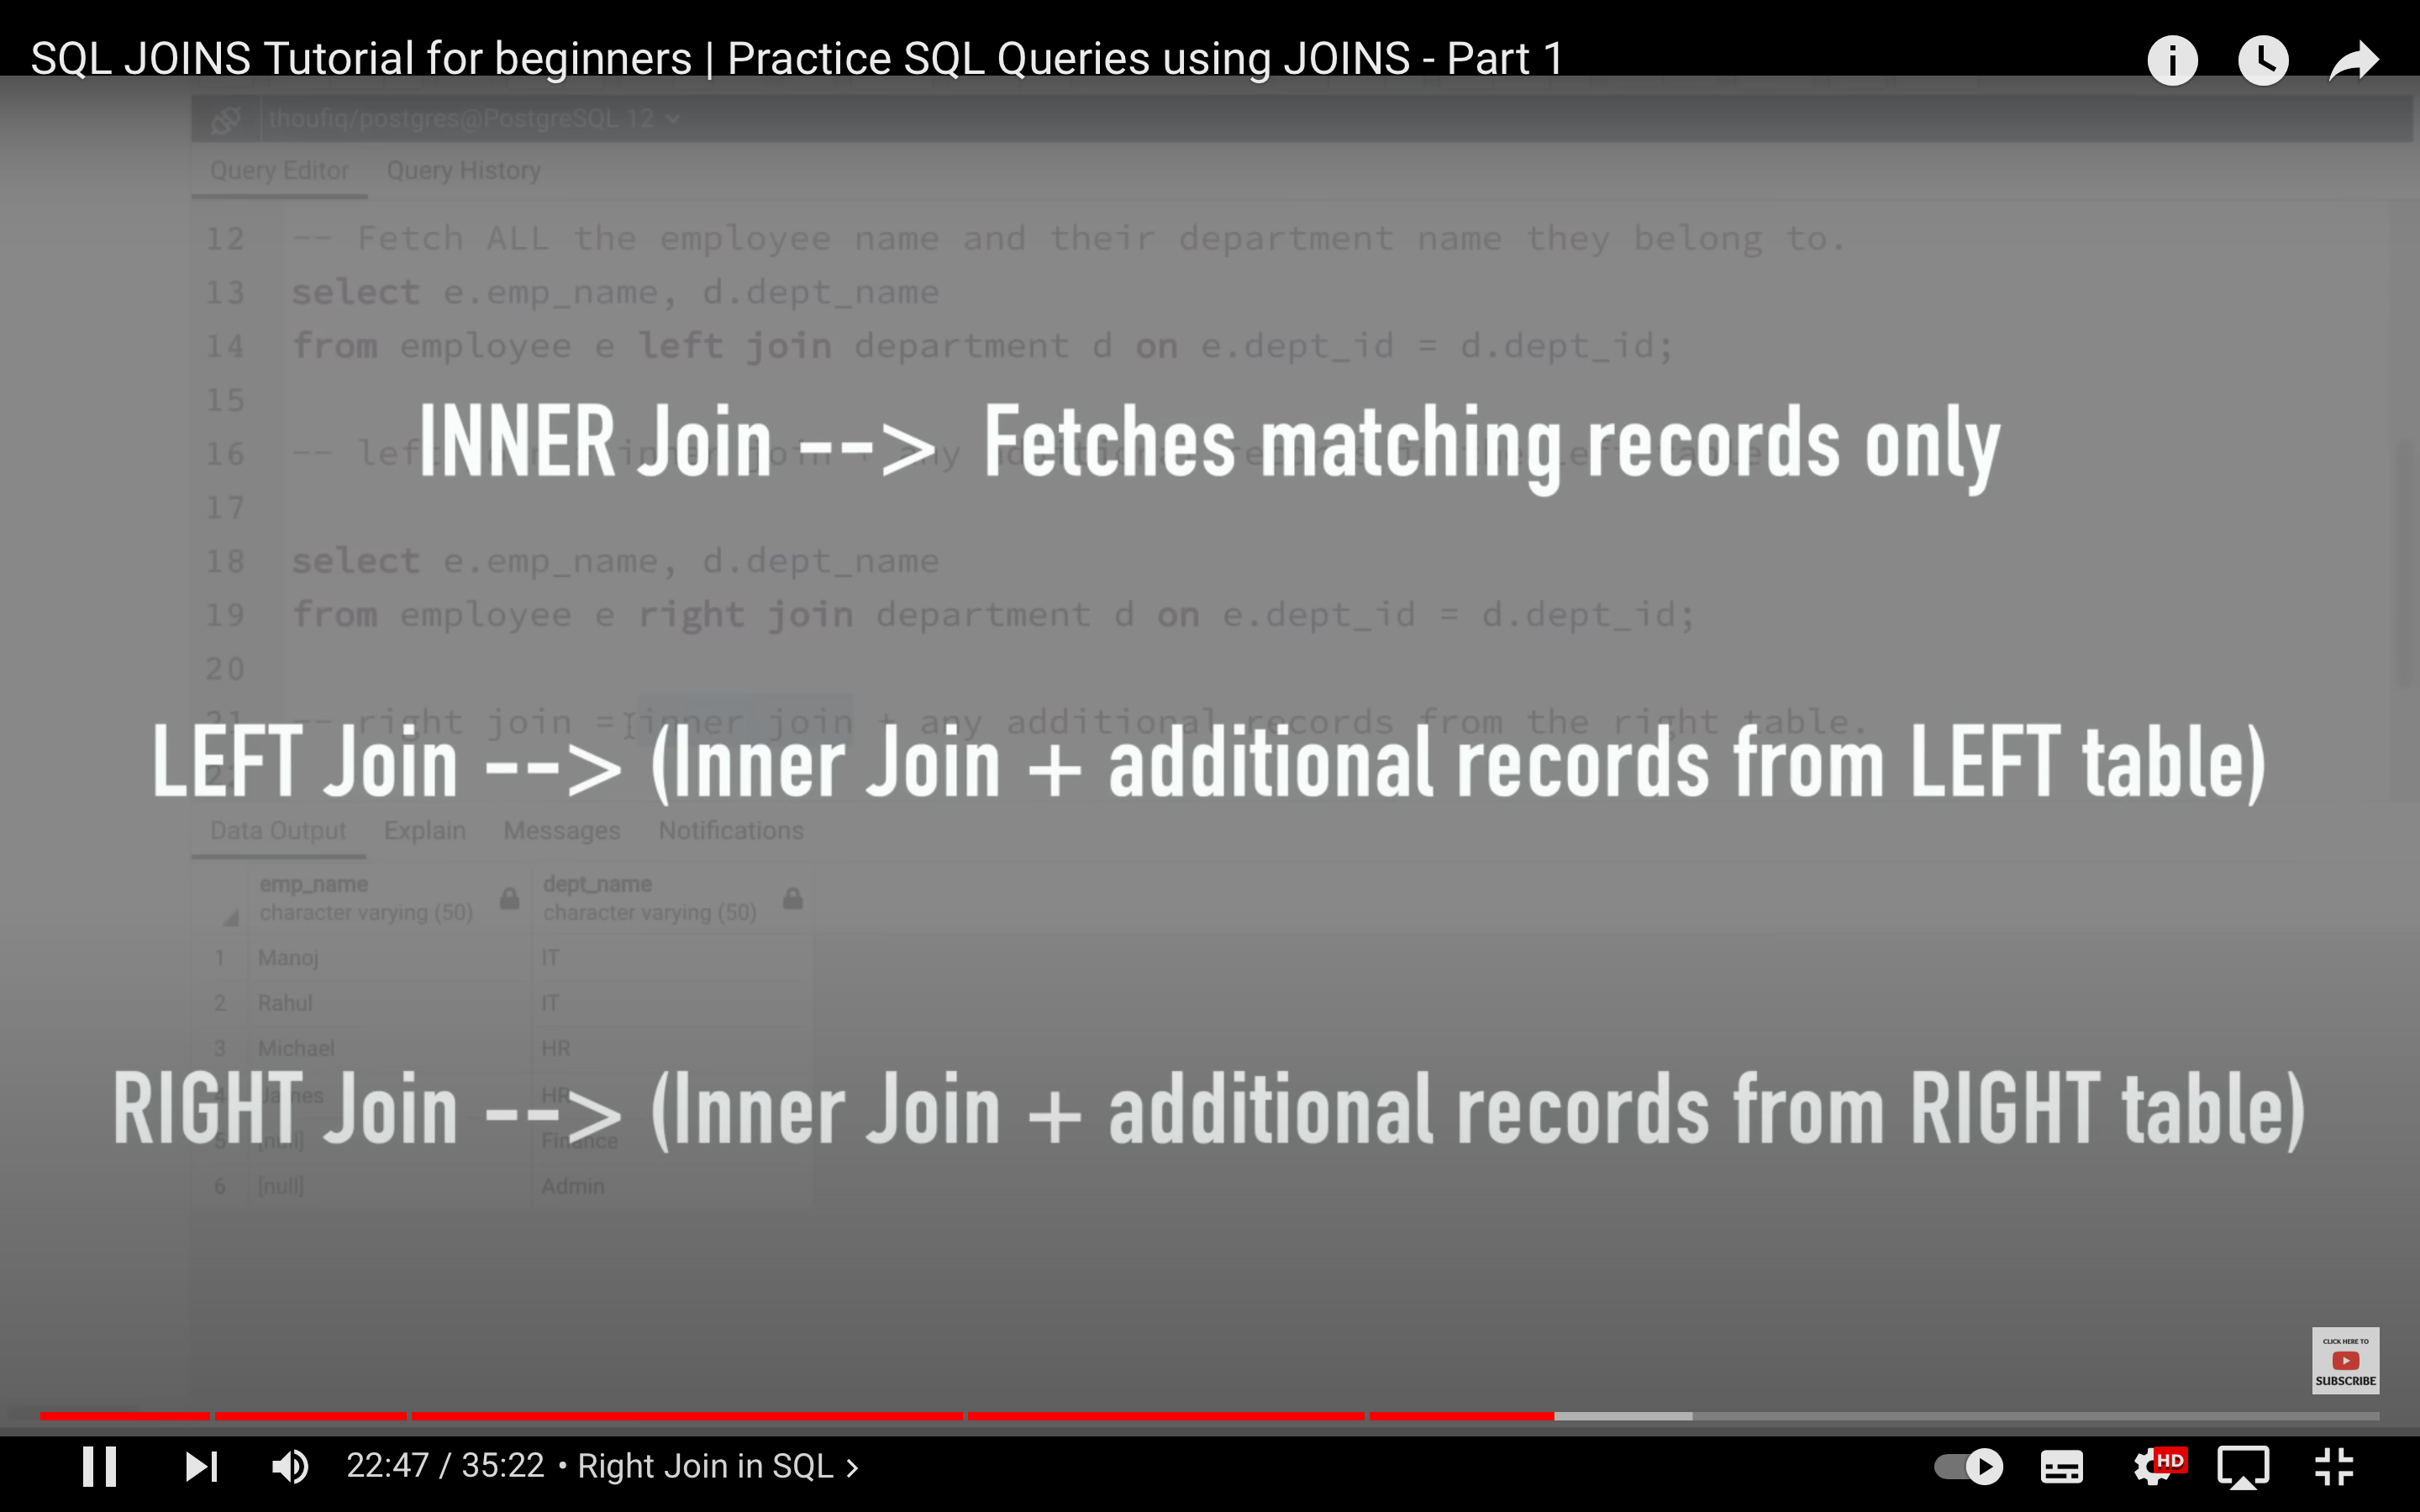 SQL JOINS Tutorial for beginners | Practice SQL Queries using JOINS - Part 1
thoufiq/postgres@PostgreSQL 12
Query Editor Query History
12 -- Fetch ALL the employee name and their department name they belong to.
13 select e.emp_name, d.dept_name
14 from employee e left join department d on e.dept_id = d.dept_id;
15
INNER Join --> Fetches matching records only
16 -- left inner join + any additional
17
18 select e.emp_name, d.dept_name
19 from employee e right join department d on e.dept_id = d.dept_id;
20
21 -- right join = inner join + any additional records from the right table.
LEFT Join --> (Inner Join + additional records from LEFT table)
22
Data Output Explain Messages Notifications
emp_name dept_name
character varying (50) character varying (50)
1 Manoj IT
2 Rahul IT
3 Michael HR
4 James HR
RIGHT Join --> (Inner Join + additional records from RIGHT table)
5 [null] Finance
6 [null] Admin
CLICK HERE TO
SUBSCRIBE
22:47 / 35:22 • Right Join in SQL >
HD